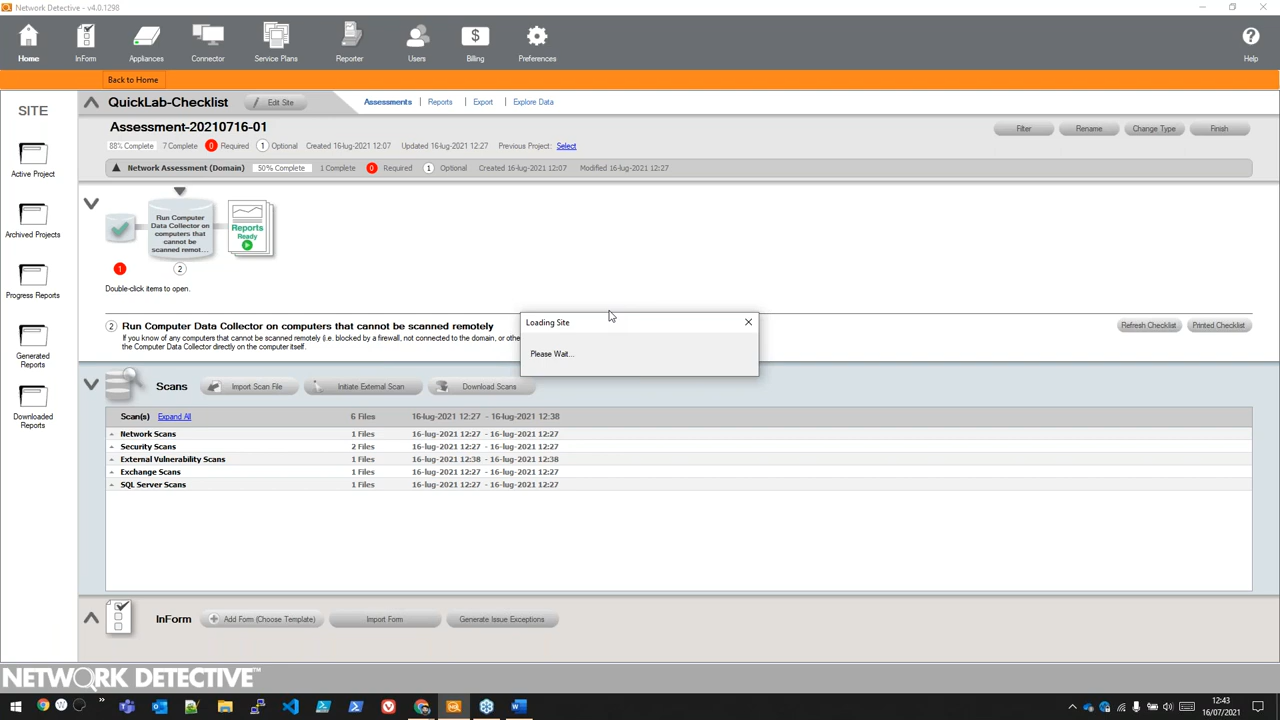 Network Detective - v4.0.1298
Home InForm Appliances Connector Service Plans Reporter Users Billing Preferences Help
Back to Home
SITE
Active Project
Archived Projects
Progress Reports
Generated
Reports
Downloaded
Reports
QuickLab-Checklist Edit Site Assessments | Reports | Export | Explore Data
Assessment-20210716-01 Filter Rename Change Type Finish
88% Complete 7 Complete 0 Required 1 Optional Created 16-lug-2021 12:07 Updated 16-lug-2021 12:27 Previous Project: Select
Network Assessment (Domain) 50% Complete 1 Complete 0 Required 1 Optional Created 16-lug-2021 12:07 Modified 16-lug-2021 12:27
Run Computer
Data Collector on
computers that
cannot be
scanned remot...
Reports
Ready
1 2
Double-click items to open.
2 Run Computer Data Collector on computers that cannot be scanned remotely
If you know of any computers that cannot be scanned remotely (i.e. blocked by a firewall, not connected to the domain, or othe
the Computer Data Collector directly on the computer itself.
Refresh Checklist Printed Checklist
Loading Site
Please Wait...
Scans Import Scan File Initiate External Scan Download Scans
Scan(s) Expand All 6 Files 16-lug-2021 12:27 - 16-lug-2021 12:38
Network Scans 1 Files 16-lug-2021 12:27 - 16-lug-2021 12:27
Security Scans 2 Files 16-lug-2021 12:27 - 16-lug-2021 12:27
External Vulnerability Scans 1 Files 16-lug-2021 12:38 - 16-lug-2021 12:38
Exchange Scans 1 Files 16-lug-2021 12:27 - 16-lug-2021 12:27
SQL Server Scans 1 Files 16-lug-2021 12:27 - 16-lug-2021 12:27
InForm Add Form (Choose Template) Import Form Generate Issue Exceptions
NETWORK DETECTIVE™
12:43
16/07/2021